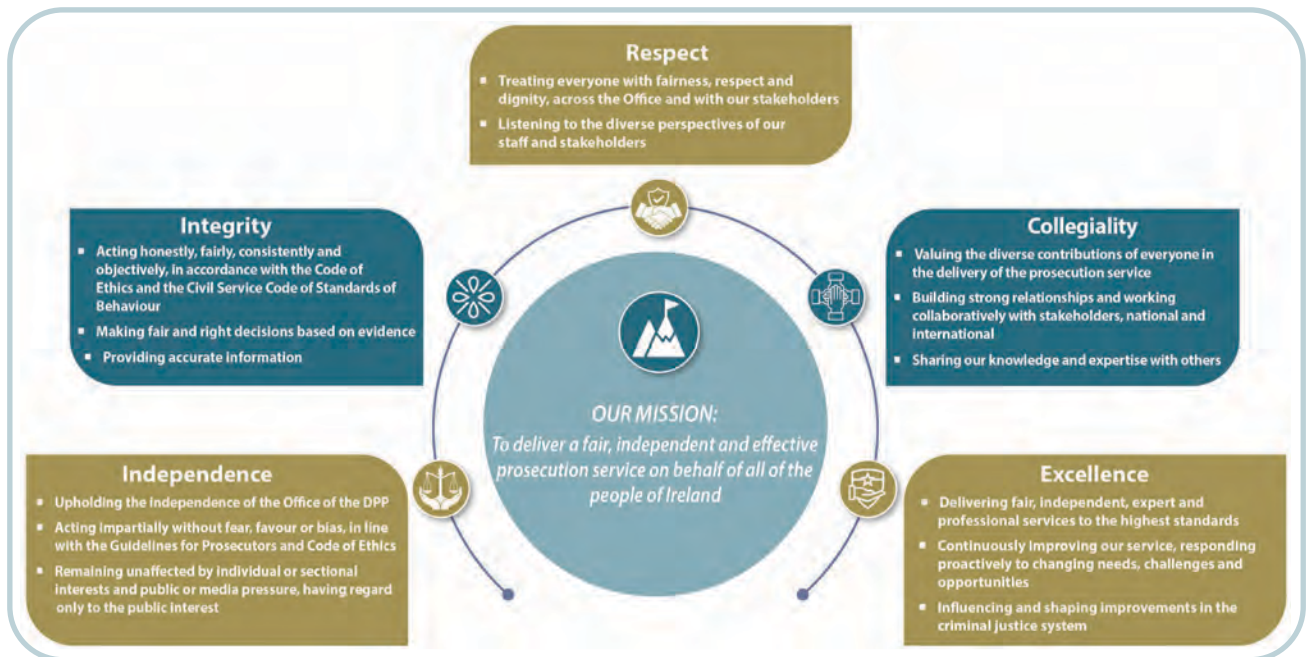 Respect
Treating everyone with fairness, respect and
dignity, across the Office and with our stakeholders
Listening to the diverse perspectives of our
staff and stakeholders
Integrity
Acting honestly, fairly, consistently and
objectively, in accordance with the Code of
Ethics and the Civil Service Code of Standards of
Behaviour
Making fair and right decisions based on evidence
Providing accurate information
Collegiality
Valuing the diverse contributions of everyone in
the delivery of the prosecution service
Building strong relationships and working
collaboratively with stakeholders, national and
international
Sharing our knowledge and expertise with others
OUR MISSION:
To deliver a fair, independent and effective
prosecution service on behalf of all of the
people of Ireland
Independence
Upholding the independence of the Office of the DPP
Acting impartially without fear, favour or bias, in line
with the Guidelines for Prosecutors and Code of Ethics
Remaining unaffected by individual or sectional
interests and public or media pressure, having regard
only to the public interest
Excellence
Delivering fair, independent, expert and
professional services to the highest standards
Continuously improving our service, responding
proactively to changing needs, challenges and
opportunities
Influencing and shaping improvements in the
criminal justice system